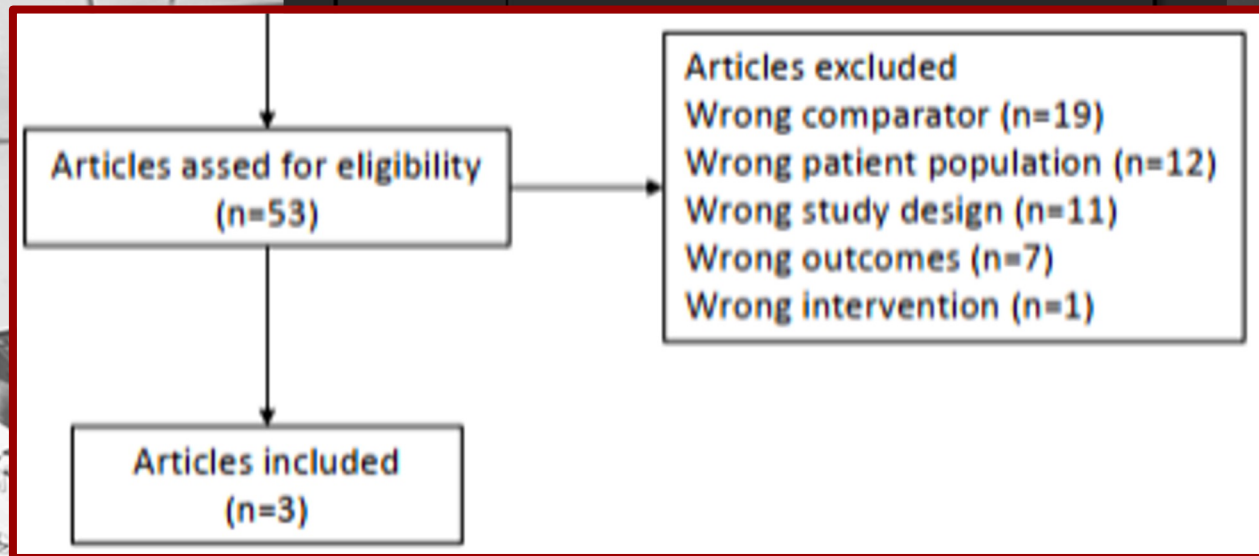 Articles assed for eligibility
(n=53)
Articles excluded
Wrong comparator (n=19)
Wrong patient population (n=12)
Wrong study design (n=11)
Wrong outcomes (n=7)
Wrong intervention (n=1)
Articles included
(n=3)